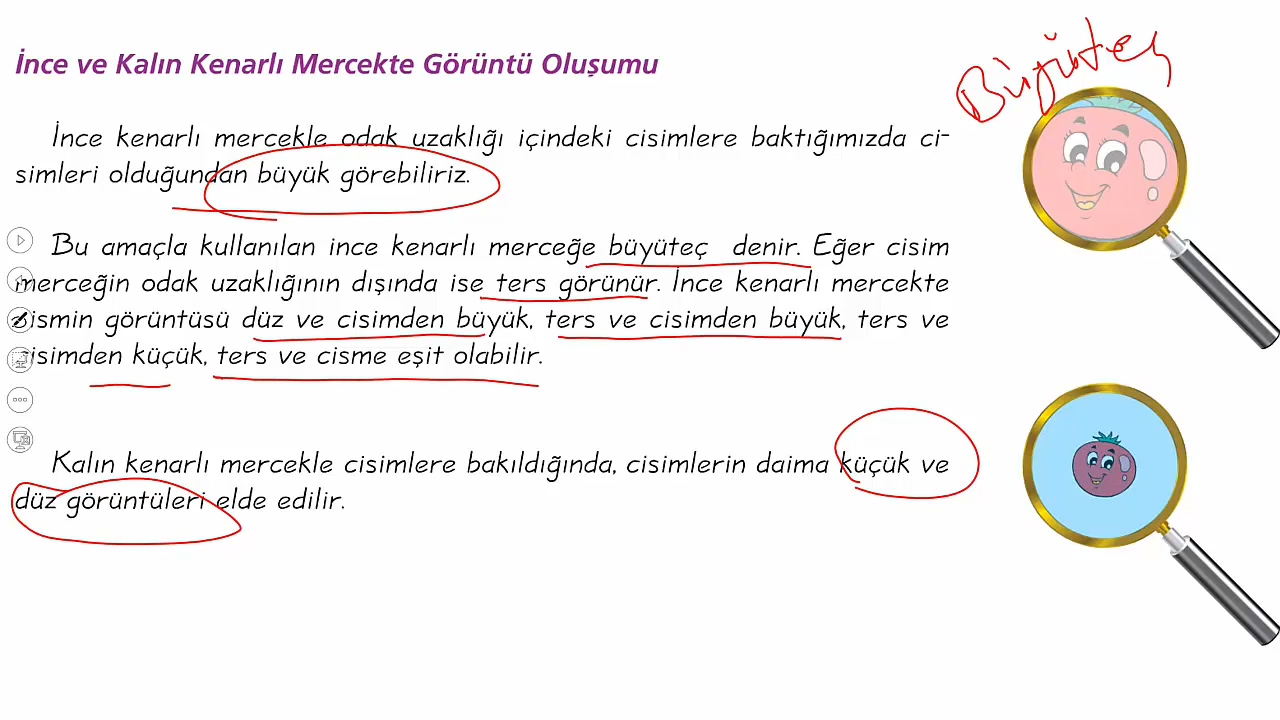 İnce ve Kalın Kenarlı Mercekte Görüntü Oluşumu
Büyüteç
İnce kenarlı mercekle odak uzaklığı içindeki cisimlere baktığımızda ci-
simleri olduğundan büyük görebiliriz.
Bu amaçla kullanılan ince kenarlı merceğe büyüteç denir. Eğer cisim
merceğin odak uzaklığının dışında ise ters görünür. İnce kenarlı mercekte
cismin görüntüsü düz ve cisimden büyük, ters ve cisimden büyük, ters ve
cisimden küçük, ters ve cisme eşit olabilir.
Kalın kenarlı mercekle cisimlere bakıldığında, cisimlerin daima küçük ve
düz görüntüleri elde edilir.